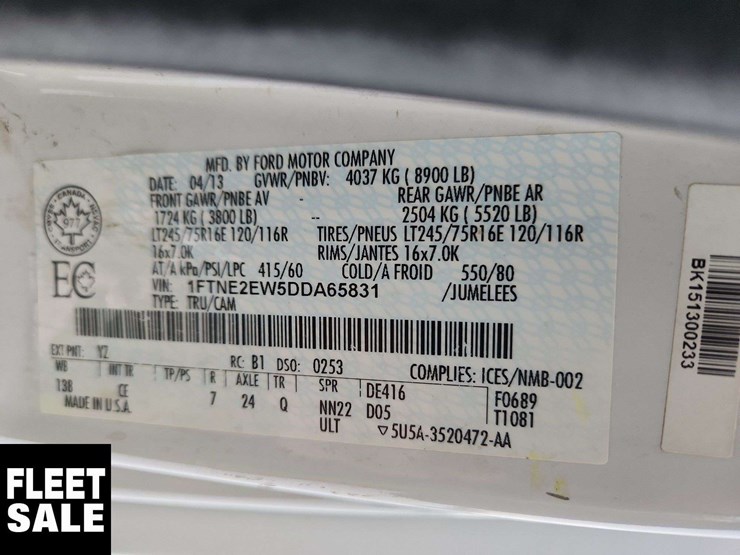 MFD. BY FORD MOTOR COMPANY
DATE: 04/13 GVWR/PNBV: 4037 KG ( 8900 LB)
FRONT GAWR/PNBE AV REAR GAWR/PNBE AR
1724 KG ( 3800 LB) -- 2504 KG ( 5520 LB)
LT245/75R16E 120/116R TIRES/PNEUS LT245/75R16E 120/116R
16x7.0K RIMS/JANTES 16x7.0K
AT/A kPa/PSI/LPC 415/60 COLD/A FROID 550/80
VIN: 1FTNE2EW5DDA65831 /JUMELEES
TYPE: TRU/CAM
EXT PNT: YZ RC: B1 DSO: 0253 COMPLIES: ICES/NMB-002
WB INT TR TP/PS R AXLE TR SPR DE416 F0689
138 CE 7 24 Q NN22 D05 T1081
MADE IN U.S.A. ULT ▽5U5A-3520472-AA
CANADA
977
TRANSPORT
EC
BK151300233
FLEET
SALE